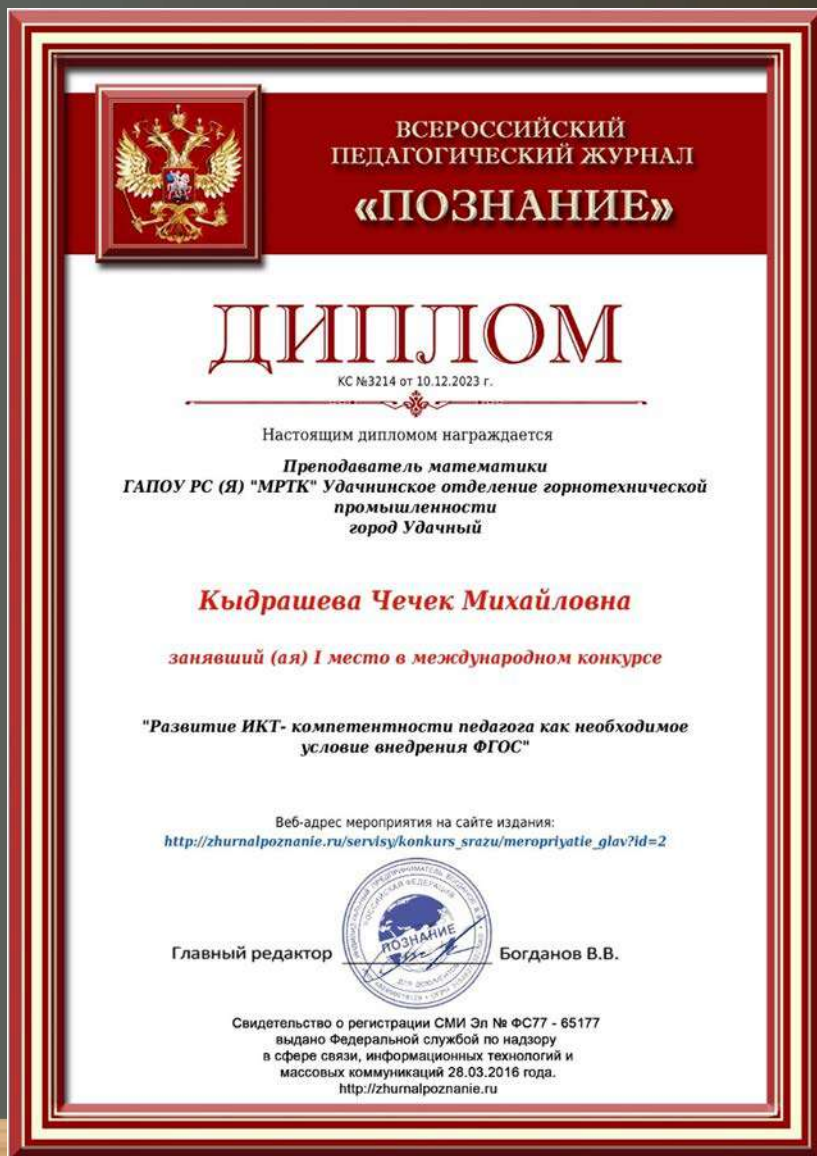 ВСЕРОССИЙСКИЙ
ПЕДАГОГИЧЕСКИЙ ЖУРНАЛ
«ПОЗНАНИЕ»
ДИПЛОМ
КС №3214 от 10.12.2023 г.
Настоящим дипломом награждается
Преподаватель математики
ГАПОУ РС (Я) "МРТК" Удачнинское отделение горнотехнической
промышленности
город Удачный
Кыдрашева Чечек Михайловна
занявший (ая) I место в международном конкурсе
"Развитие ИКТ- компетентности педагога как необходимое
условие внедрения ФГОС"
Веб-адрес мероприятия на сайте издания:
http://zhurnalpoznanie.ru/servisy/konkurs_srazu/meropriyatie_glav?id=2
РОССИЙСКАЯ ФЕДЕРАЦИЯ
ПОЗНАНИЕ
ДЛЯ ДОКУМЕНТОВ
Главный редактор Богданов В.В.
Свидетельство о регистрации СМИ Эл № ФС77 - 65177
выдано Федеральной службой по надзору
в сфере связи, информационных технологий и
массовых коммуникаций 28.03.2016 года.
http://zhurnalpoznanie.ru